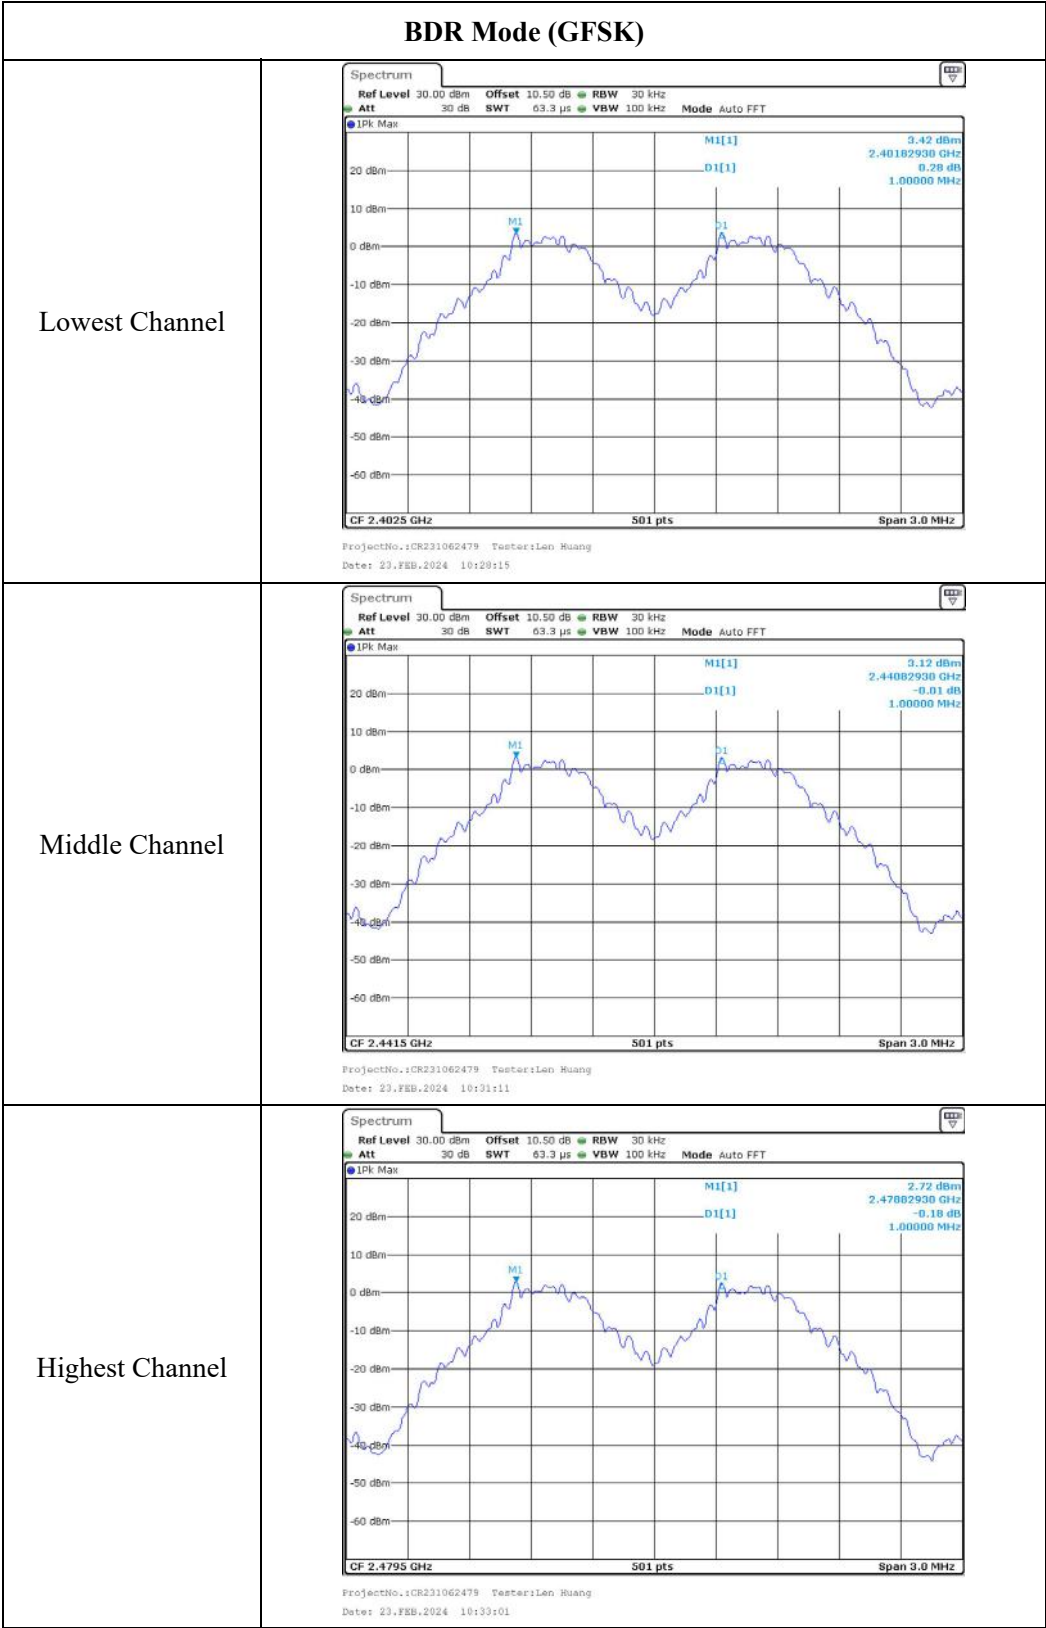 BDR Mode (GFSK)
Lowest Channel
Spectrum
Ref Level 30.00 dBm Offset 10.50 dB RBW 30 kHz
Att 30 dB SWT 63.3 µs VBW 100 kHz Mode Auto FFT
1Pk Max
M1[1] 3.42 dBm
2.40182930 GHz
D1[1] 0.28 dB
1.00000 MHz
20 dBm
10 dBm
M1 D1
0 dBm
-10 dBm
-20 dBm
-30 dBm
-40 dBm
-50 dBm
-60 dBm
CF 2.4025 GHz 501 pts Span 3.0 MHz
ProjectNo.:CR231062479 Tester:Len Huang
Date: 23.FEB.2024 10:28:15
Middle Channel
Spectrum
Ref Level 30.00 dBm Offset 10.50 dB RBW 30 kHz
Att 30 dB SWT 63.3 µs VBW 100 kHz Mode Auto FFT
1Pk Max
M1[1] 3.12 dBm
2.44082930 GHz
D1[1] -0.01 dB
1.00000 MHz
20 dBm
10 dBm
M1 D1
0 dBm
-10 dBm
-20 dBm
-30 dBm
-40 dBm
-50 dBm
-60 dBm
CF 2.4415 GHz 501 pts Span 3.0 MHz
ProjectNo.:CR231062479 Tester:Len Huang
Date: 23.FEB.2024 10:31:11
Highest Channel
Spectrum
Ref Level 30.00 dBm Offset 10.50 dB RBW 30 kHz
Att 30 dB SWT 63.3 µs VBW 100 kHz Mode Auto FFT
1Pk Max
M1[1] 2.72 dBm
2.47882930 GHz
D1[1] -0.18 dB
1.00000 MHz
20 dBm
10 dBm
M1 D1
0 dBm
-10 dBm
-20 dBm
-30 dBm
-40 dBm
-50 dBm
-60 dBm
CF 2.4795 GHz 501 pts Span 3.0 MHz
ProjectNo.:CR231062479 Tester:Len Huang
Date: 23.FEB.2024 10:33:01